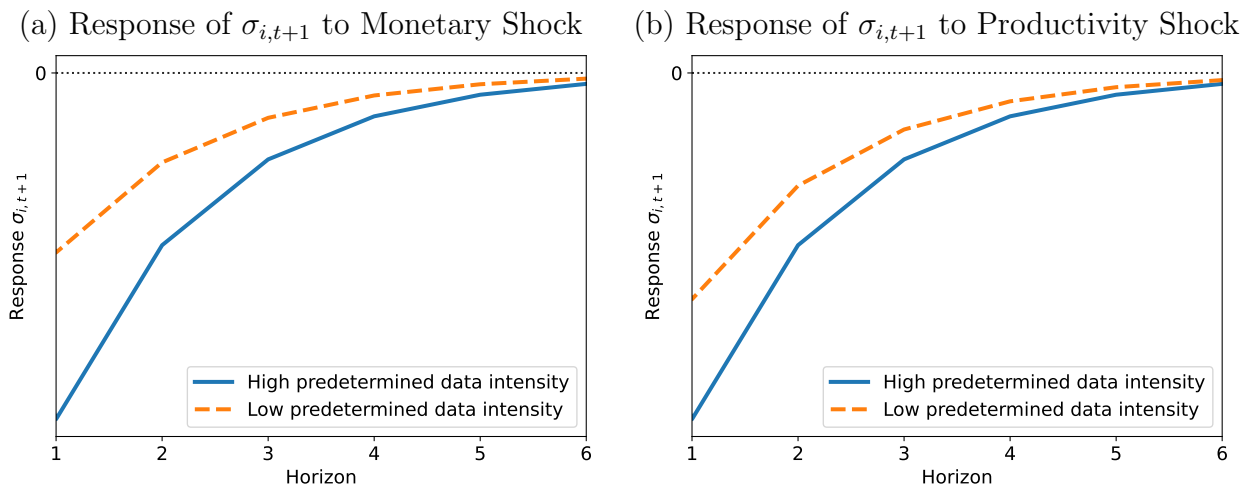 (a) Response of σ_{i,t+1} to Monetary Shock
0
Response σ_{i,t+1}
High predetermined data intensity
Low predetermined data intensity
1 2 3 4 5 6
Horizon
(b) Response of σ_{i,t+1} to Productivity Shock
0
Response σ_{i,t+1}
High predetermined data intensity
Low predetermined data intensity
1 2 3 4 5 6
Horizon